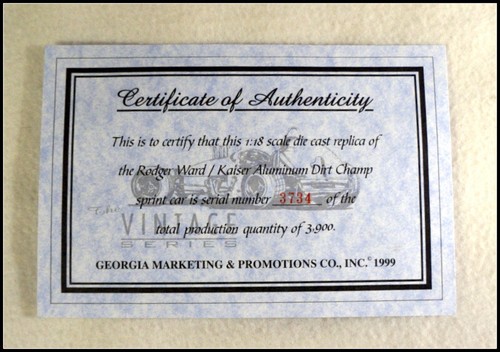 Certificate of Authenticity
This is to certify that this 1:18 scale die cast replica of
the Rodger Ward / Kaiser Aluminum Dirt Champ
sprint car is serial number 3734 of the
The
VINTAGE
SERIES
total production quantity of 3,900.
GEORGIA MARKETING & PROMOTIONS CO., INC.© 1999